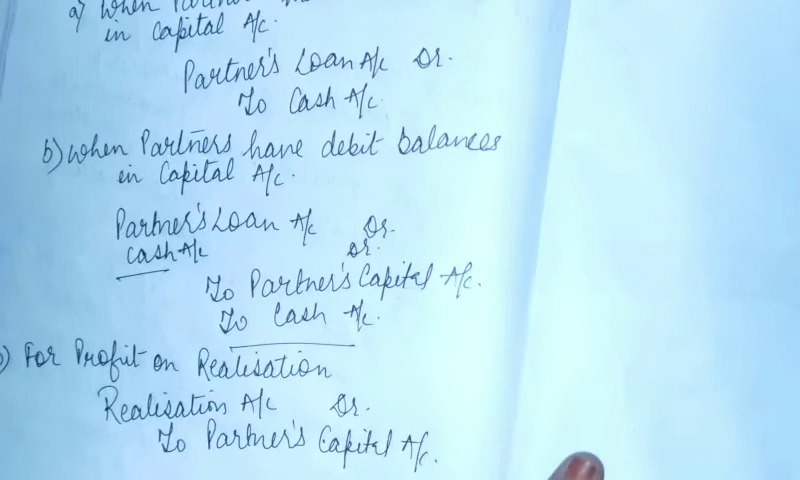 a) When
in Capital A/c.
Partner's Loan A/c Dr.
To Cash A/c
b) When Partners have debit balances
in Capital A/c.
Partner's Loan A/c Dr.
Cash A/c Dr.
To Partner's Capital A/c.
To Cash A/c.
) For Profit on Realisation
Realisation A/c Dr.
To Partner's Capital A/c.